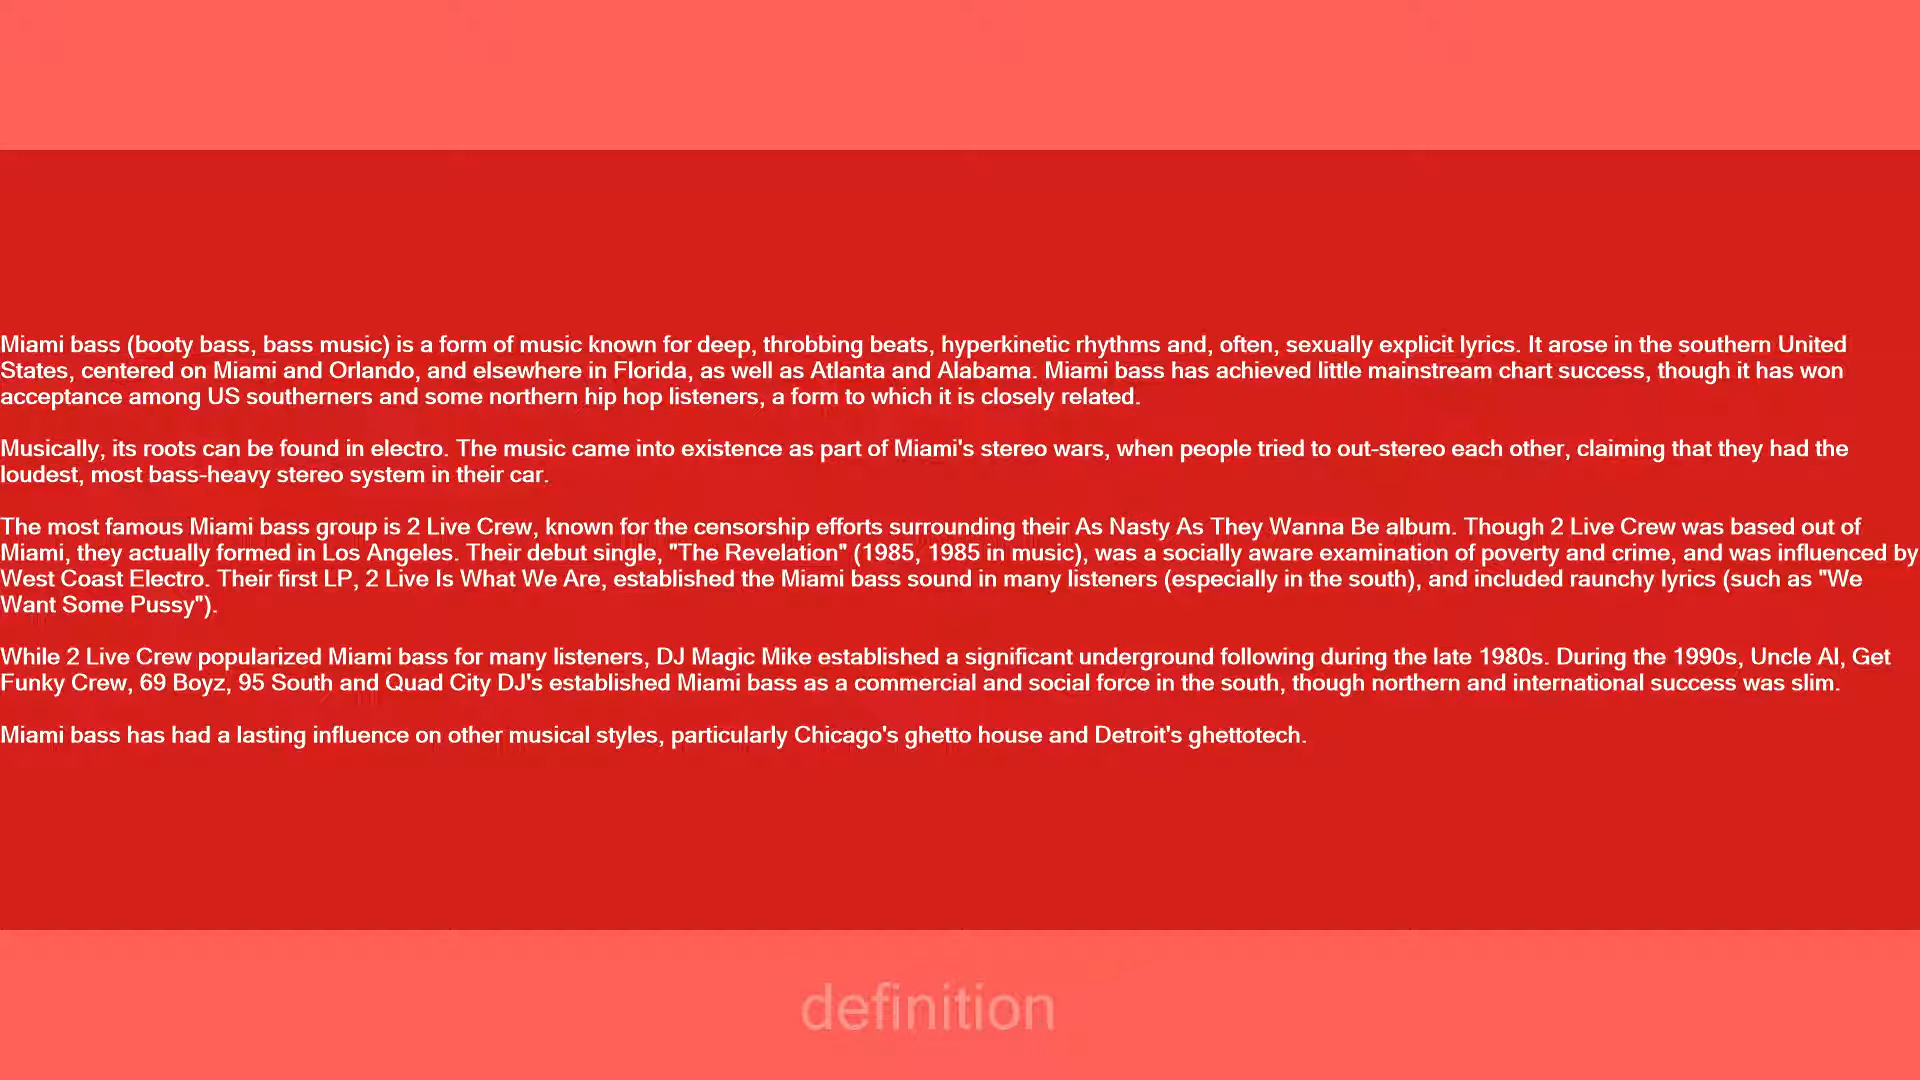 Miami bass (booty bass, bass music) is a form of music known for deep, throbbing beats, hyperkinetic rhythms and, often, sexually explicit lyrics. It arose in the southern United
States, centered on Miami and Orlando, and elsewhere in Florida, as well as Atlanta and Alabama. Miami bass has achieved little mainstream chart success, though it has won
acceptance among US southerners and some northern hip hop listeners, a form to which it is closely related.
Musically, its roots can be found in electro. The music came into existence as part of Miami's stereo wars, when people tried to out-stereo each other, claiming that they had the
loudest, most bass-heavy stereo system in their car.
The most famous Miami bass group is 2 Live Crew, known for the censorship efforts surrounding their As Nasty As They Wanna Be album. Though 2 Live Crew was based out of
Miami, they actually formed in Los Angeles. Their debut single, "The Revelation" (1985, 1985 in music), was a socially aware examination of poverty and crime, and was influenced by
West Coast Electro. Their first LP, 2 Live Is What We Are, established the Miami bass sound in many listeners (especially in the south), and included raunchy lyrics (such as "We
Want Some Pussy").
While 2 Live Crew popularized Miami bass for many listeners, DJ Magic Mike established a significant underground following during the late 1980s. During the 1990s, Uncle Al, Get
Funky Crew, 69 Boyz, 95 South and Quad City DJ's established Miami bass as a commercial and social force in the south, though northern and international success was slim.
Miami bass has had a lasting influence on other musical styles, particularly Chicago's ghetto house and Detroit's ghettotech.
definition